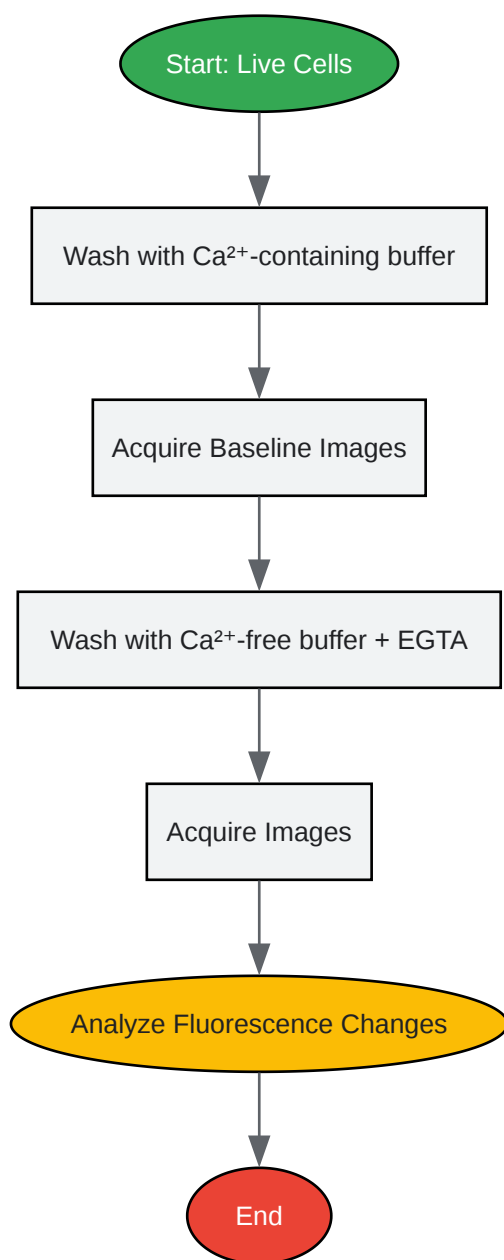 Start: Live Cells
Wash with Ca²⁺-containing buffer
Acquire Baseline Images
Wash with Ca²⁺-free buffer + EGTA
Acquire Images
Analyze Fluorescence Changes
End